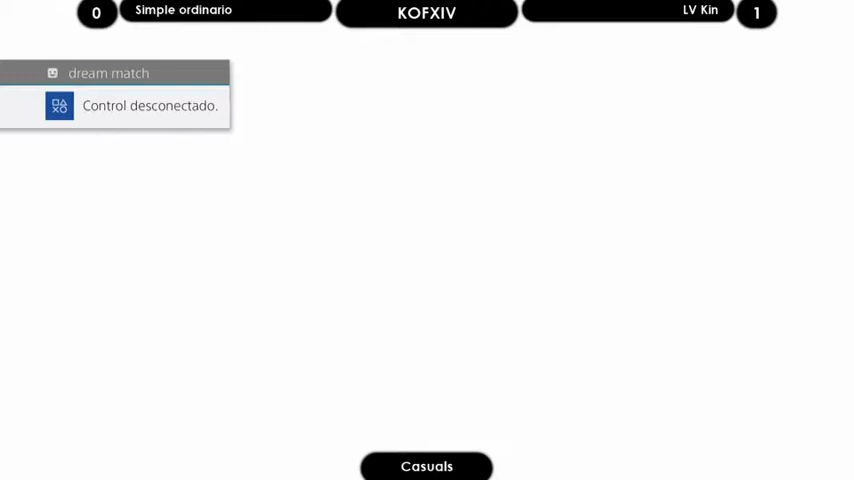 0 Simple ordinario KOFXIV LV Kin 1
dream match
Control desconectado.
Casuals